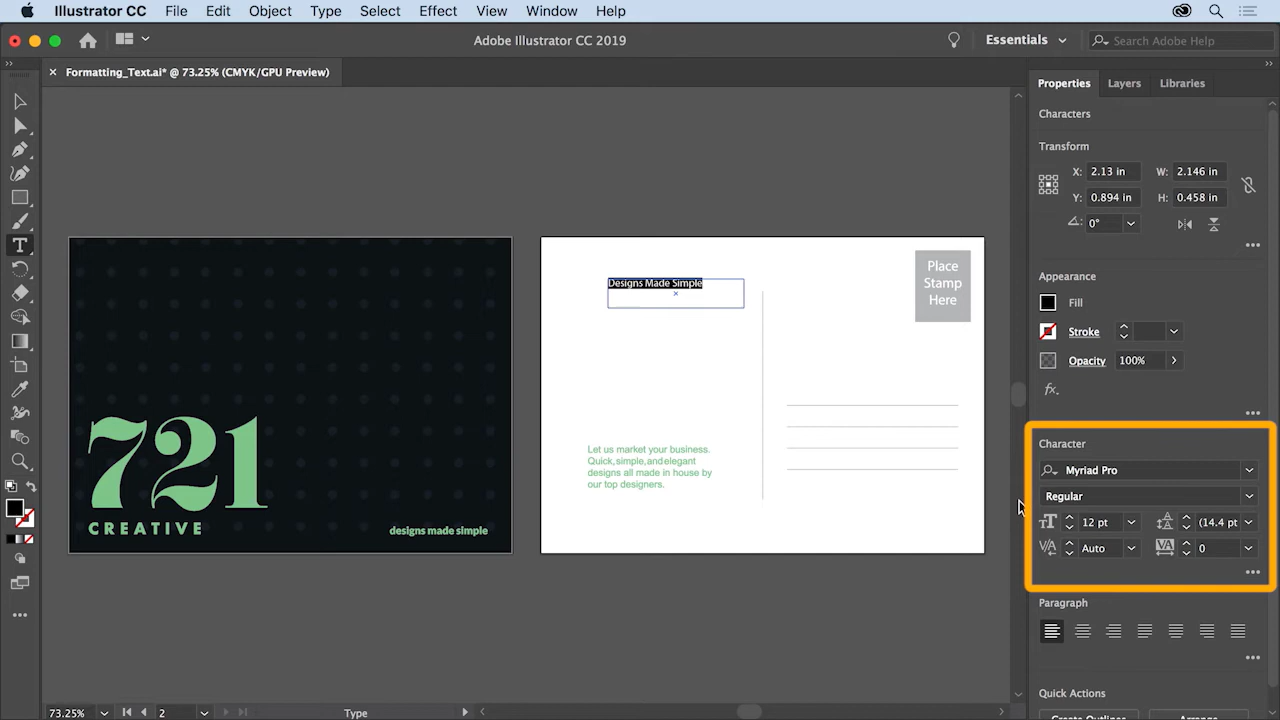 Illustrator CC File Edit Object Type Select Effect View Window Help
Adobe Illustrator CC 2019
Essentials
Search Adobe Help
× Formatting_Text.ai* @ 73.25% (CMYK/GPU Preview)
Properties Layers Libraries
Characters
Transform
X: 2.13 in W: 2.146 in
Y: 0.894 in H: 0.458 in
0°
Appearance
Fill
Stroke
Opacity 100%
fx.
Character
Myriad Pro
Regular
12 pt (14.4 pt
Auto 0
Paragraph
Quick Actions
Create Outlines Arrange
721
CREATIVE
designs made simple
Designs Made Simple
Place
Stamp
Here
Let us market your business.
Quick,simple,andelegant
designs all made in house by
our top designers.
73.25% 2 Type